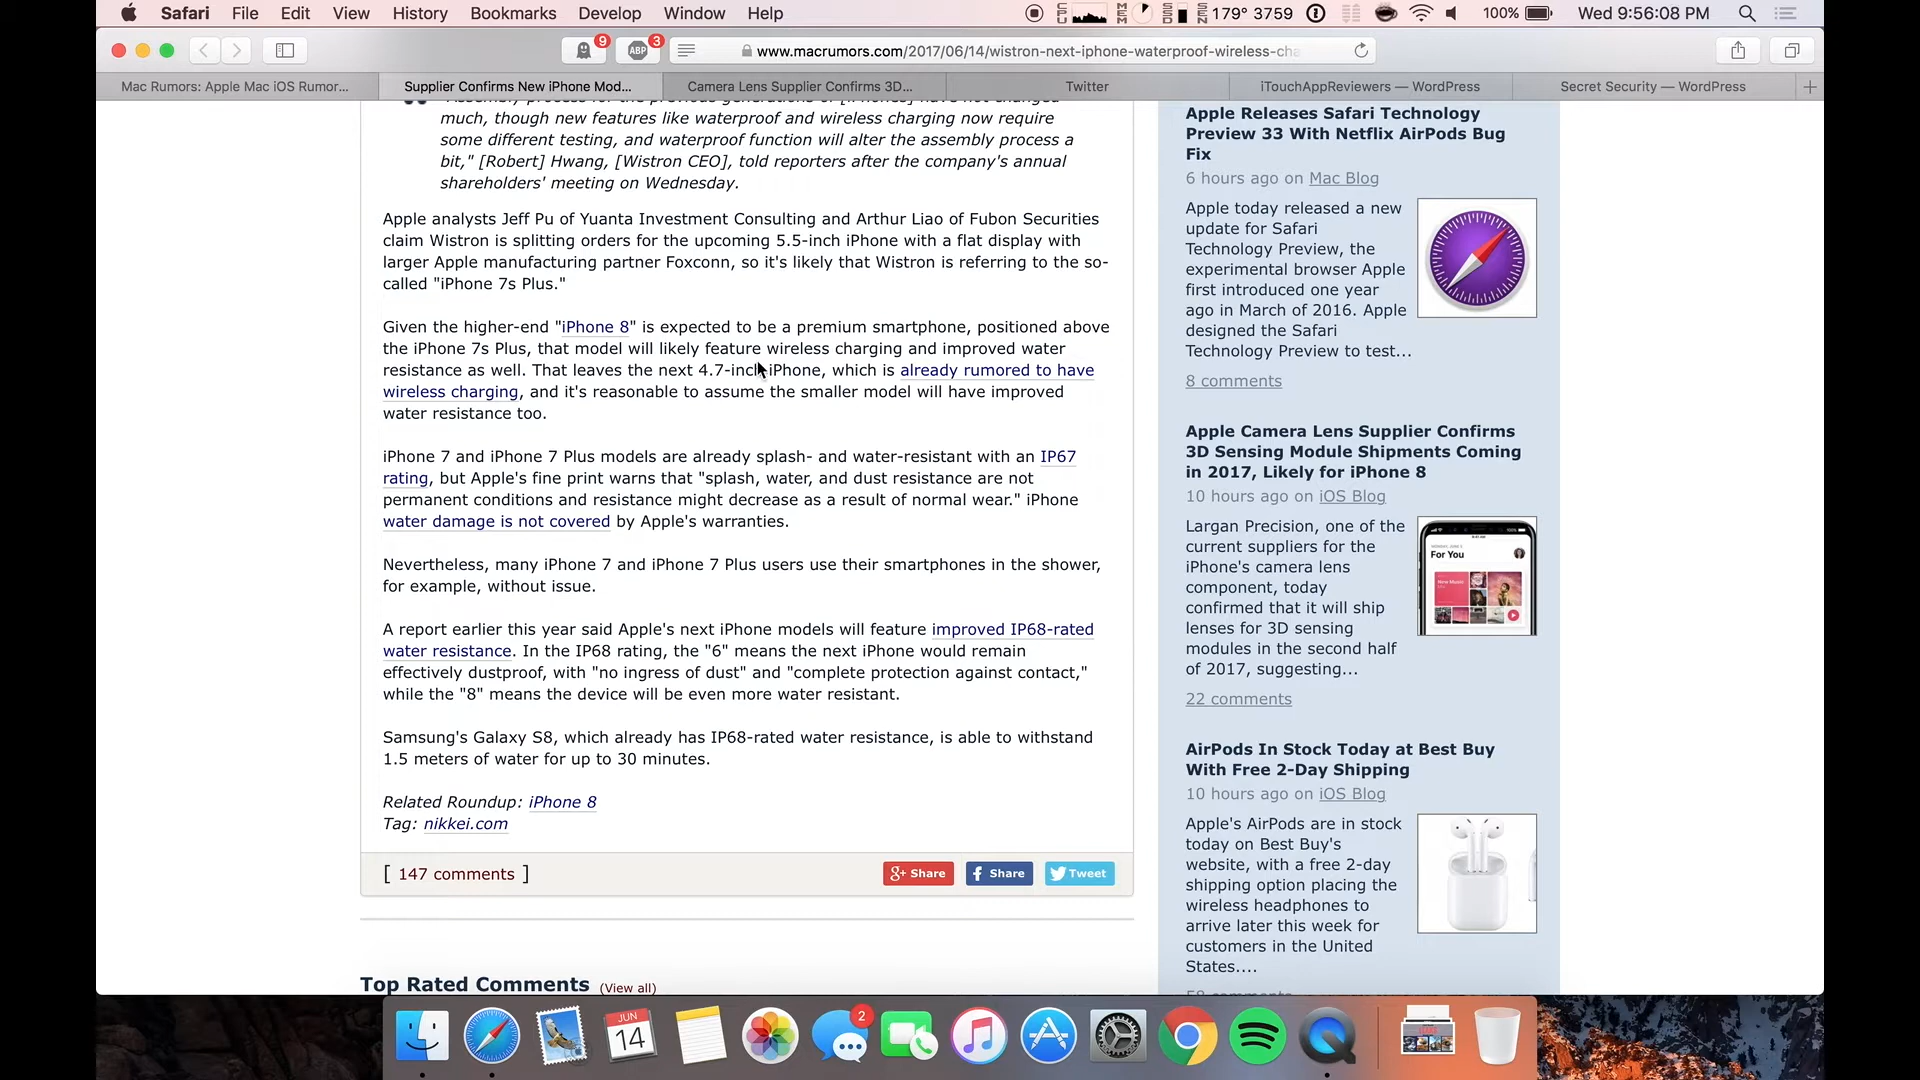 Safari File Edit View History Bookmarks Develop Window Help
CPU MEM SSD SEN 179° 3759 100% Wed 9:56:08 PM
9 ABP 3 www.macrumors.com/2017/06/14/wistron-next-iphone-waterproof-wireless-cha
Mac Rumors: Apple Mac iOS Rumor... Supplier Confirms New iPhone Mod... Camera Lens Supplier Confirms 3D... Twitter iTouchAppReviewers — WordPress Secret Security — WordPress
"Assembly process for the previous generations of [iPhones] have not changed
much, though new features like waterproof and wireless charging now require
some different testing, and waterproof function will alter the assembly process a
bit," [Robert] Hwang, [Wistron CEO], told reporters after the company's annual
shareholders' meeting on Wednesday.
Apple analysts Jeff Pu of Yuanta Investment Consulting and Arthur Liao of Fubon Securities
claim Wistron is splitting orders for the upcoming 5.5-inch iPhone with a flat display with
larger Apple manufacturing partner Foxconn, so it's likely that Wistron is referring to the so-
called "iPhone 7s Plus."
Given the higher-end "iPhone 8" is expected to be a premium smartphone, positioned above
the iPhone 7s Plus, that model will likely feature wireless charging and improved water
resistance as well. That leaves the next 4.7-inch iPhone, which is already rumored to have
wireless charging, and it's reasonable to assume the smaller model will have improved
water resistance too.
iPhone 7 and iPhone 7 Plus models are already splash- and water-resistant with an IP67
rating, but Apple's fine print warns that "splash, water, and dust resistance are not
permanent conditions and resistance might decrease as a result of normal wear." iPhone
water damage is not covered by Apple's warranties.
Nevertheless, many iPhone 7 and iPhone 7 Plus users use their smartphones in the shower,
for example, without issue.
A report earlier this year said Apple's next iPhone models will feature improved IP68-rated
water resistance. In the IP68 rating, the "6" means the next iPhone would remain
effectively dustproof, with "no ingress of dust" and "complete protection against contact,"
while the "8" means the device will be even more water resistant.
Samsung's Galaxy S8, which already has IP68-rated water resistance, is able to withstand
1.5 meters of water for up to 30 minutes.
Related Roundup: iPhone 8
Tag: nikkei.com
[ 147 comments ] g+ Share f Share Tweet
Top Rated Comments (View all)
Apple Releases Safari Technology
Preview 33 With Netflix AirPods Bug
Fix
6 hours ago on Mac Blog
Apple today released a new
update for Safari
Technology Preview, the
experimental browser Apple
first introduced one year
ago in March of 2016. Apple
designed the Safari
Technology Preview to test...
8 comments
Apple Camera Lens Supplier Confirms
3D Sensing Module Shipments Coming
in 2017, Likely for iPhone 8
10 hours ago on iOS Blog
Largan Precision, one of the
current suppliers for the
iPhone's camera lens
component, today
confirmed that it will ship
lenses for 3D sensing
modules in the second half
of 2017, suggesting...
For You
22 comments
AirPods In Stock Today at Best Buy
With Free 2-Day Shipping
10 hours ago on iOS Blog
Apple's AirPods are in stock
today on Best Buy's
website, with a free 2-day
shipping option placing the
wireless headphones to
arrive later this week for
customers in the United
States....
JUN
14
2